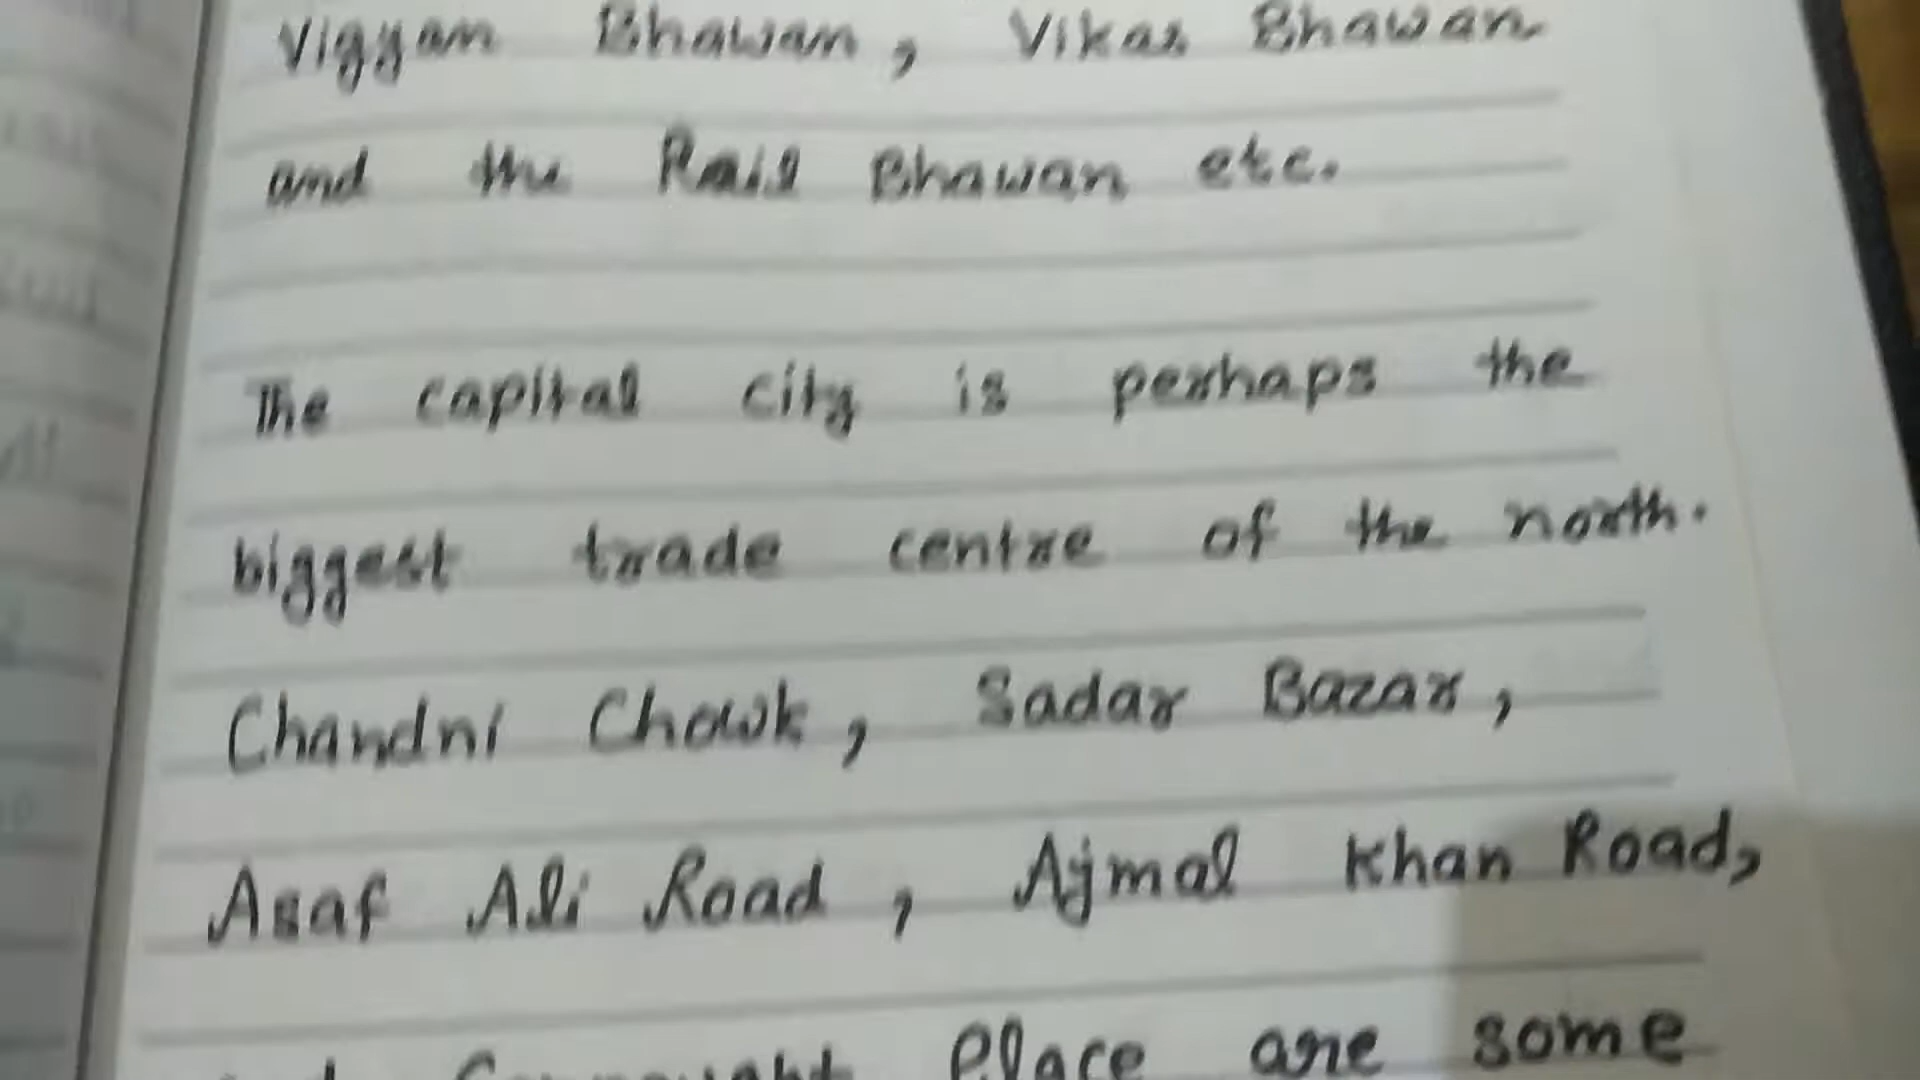 Viggan Bhawan, Vikas Bhawan
and the Rail Bhawan etc.
The capital city is perhaps the
biggest trade centre of the north.
Chandni Chowk, Sadar Bazar,
Asaf Ali Road, Ajmal Khan Road,
Place are some